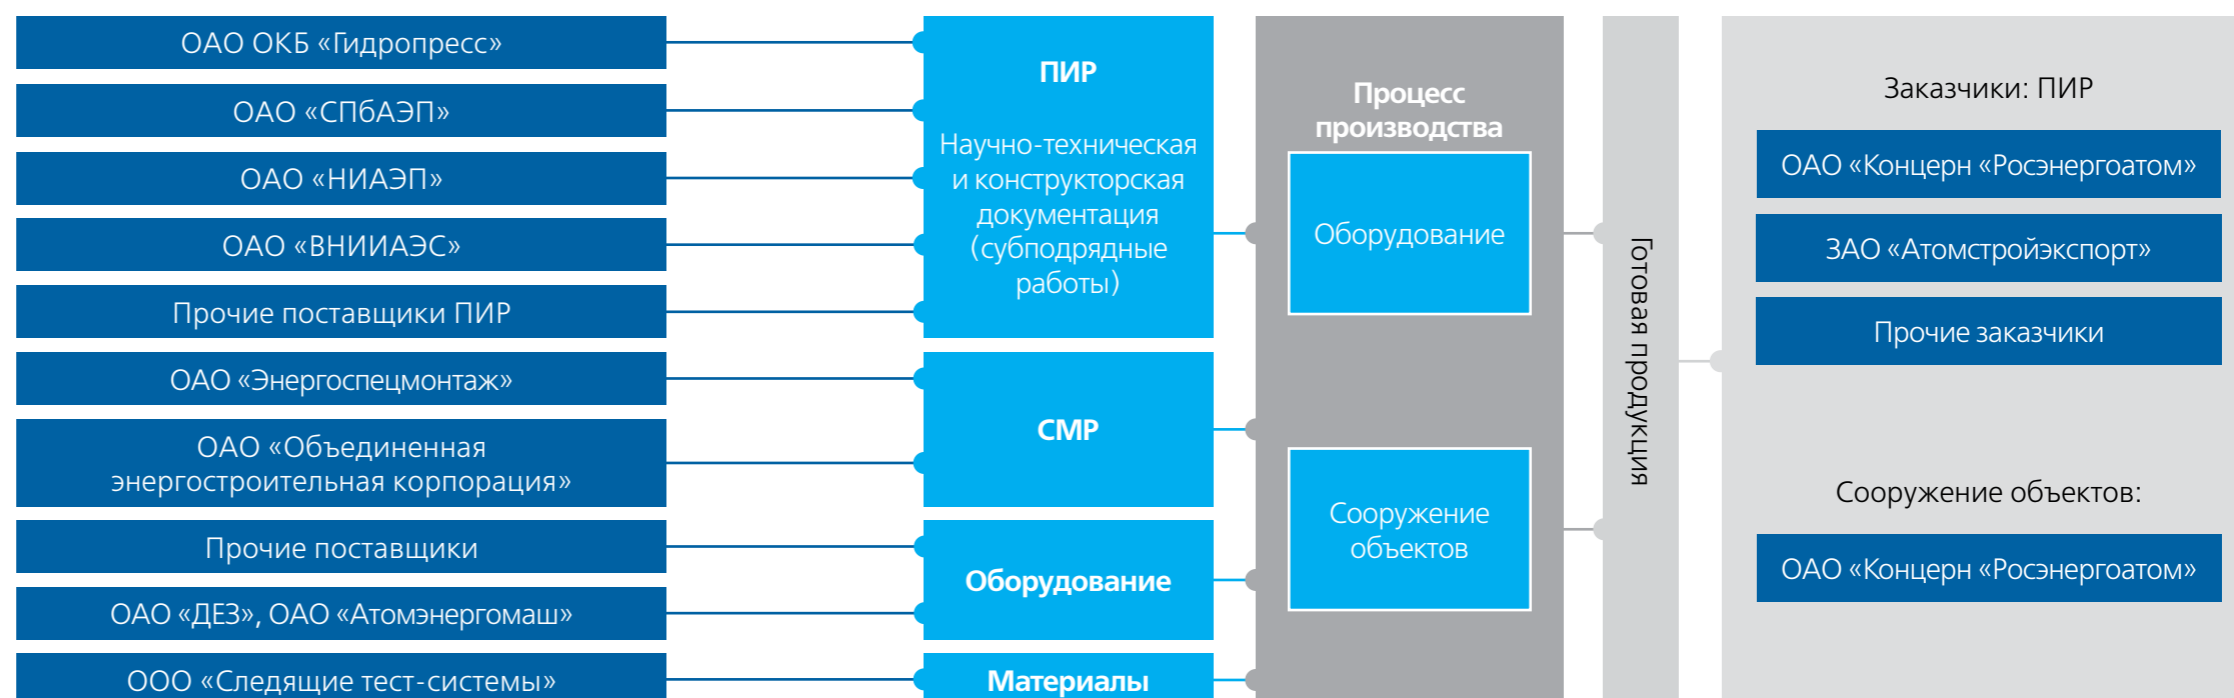 ОАО ОКБ «Гидропресс»
ОАО «СПбАЭП»
ОАО «НИАЭП»
ОАО «ВНИИАЭС»
Прочие поставщики ПИР
ОАО «Энергоспецмонтаж»
ОАО «Объединенная
энергостроительная корпорация»
Прочие поставщики
ОАО «ДЕЗ», ОАО «Атомэнергомаш»
ООО «Следящие тест-системы»
ПИР
Научно-техническая
и конструкторская
документация
(субподрядные
работы)
СМР
Оборудование
Материалы
Процесс
производства
Оборудование
Сооружение
объектов
Готовая продукция
Заказчики: ПИР
ОАО «Концерн «Росэнергоатом»
ЗАО «Атомстройэкспорт»
Прочие заказчики
Сооружение объектов:
ОАО «Концерн «Росэнергоатом»